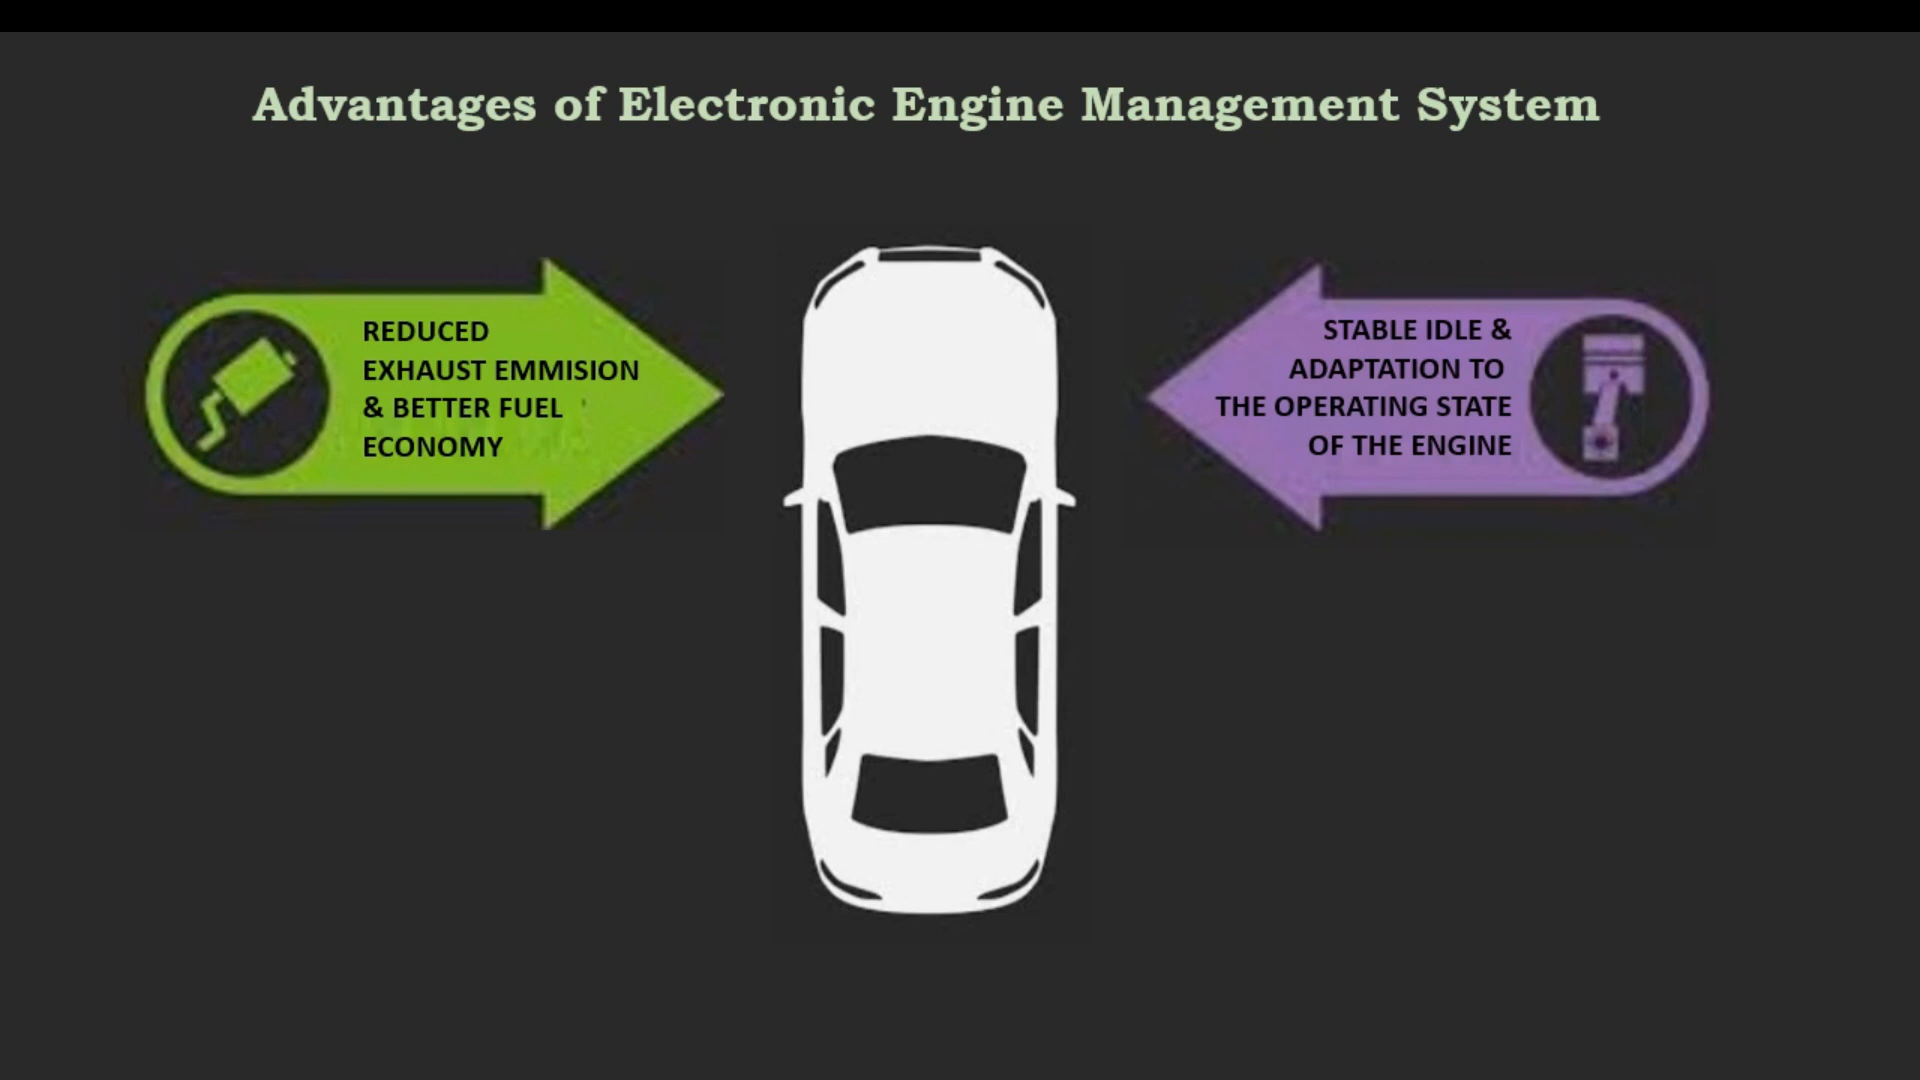 Advantages of Electronic Engine Management System
REDUCED
EXHAUST EMMISION
& BETTER FUEL
ECONOMY
STABLE IDLE &
ADAPTATION TO
THE OPERATING STATE
OF THE ENGINE